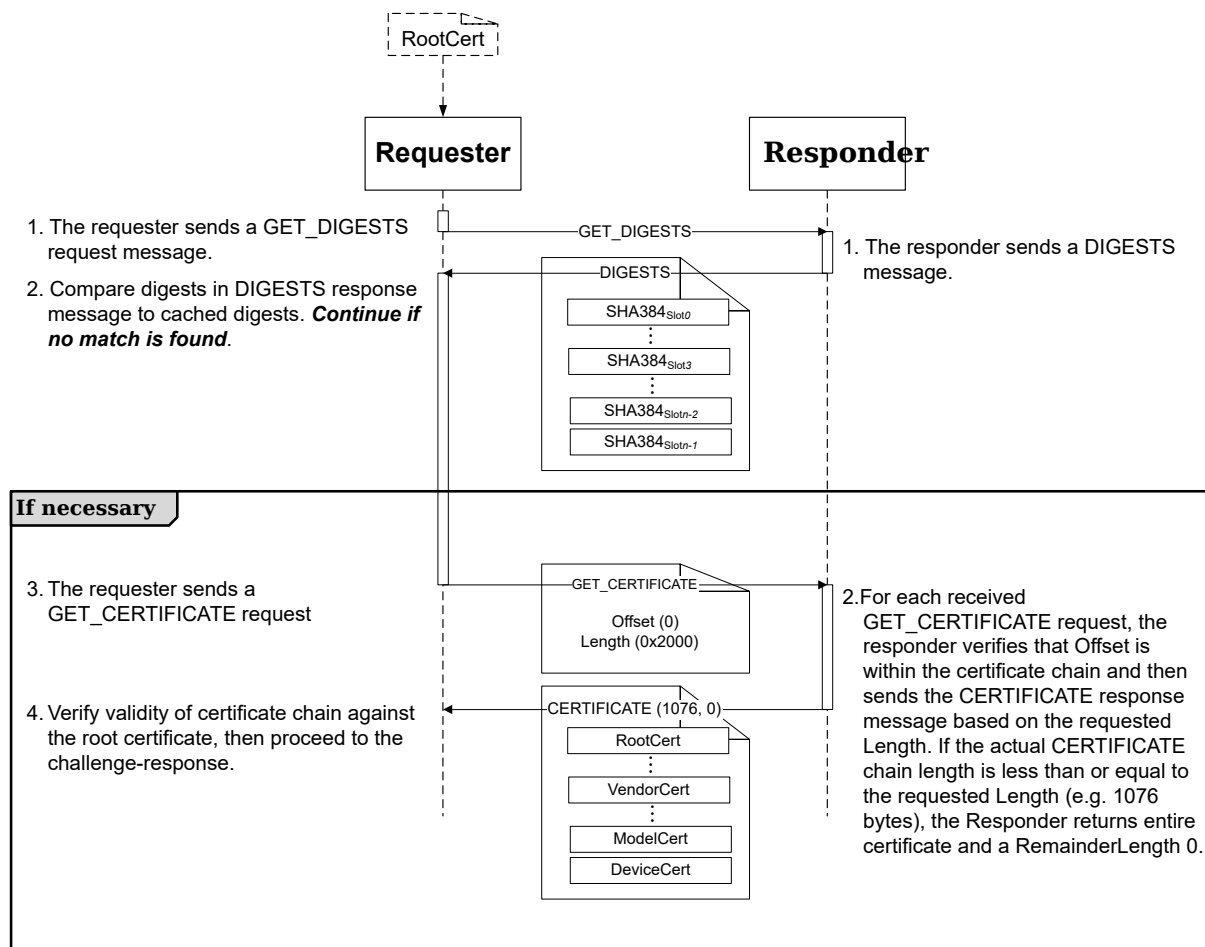 RootCert
Requester
Responder
1. The requester sends a GET_DIGESTS
request message.
2. Compare digests in DIGESTS response
message to cached digests. Continue if
no match is found.
GET_DIGESTS
1. The responder sends a DIGESTS
message.
DIGESTS
SHA384Slot0
SHA384Slot3
SHA384Slotn-2
SHA384Slotn-1
If necessary
3. The requester sends a
GET_CERTIFICATE request
GET_CERTIFICATE
Offset (0)
Length (0x2000)
2.For each received
GET_CERTIFICATE request, the
responder verifies that Offset is
within the certificate chain and then
sends the CERTIFICATE response
message based on the requested
Length. If the actual CERTIFICATE
chain length is less than or equal to
the requested Length (e.g. 1076
bytes), the Responder returns entire
certificate and a RemainderLength 0.
4. Verify validity of certificate chain against
the root certificate, then proceed to the
challenge-response.
CERTIFICATE (1076, 0)
RootCert
VendorCert
ModelCert
DeviceCert